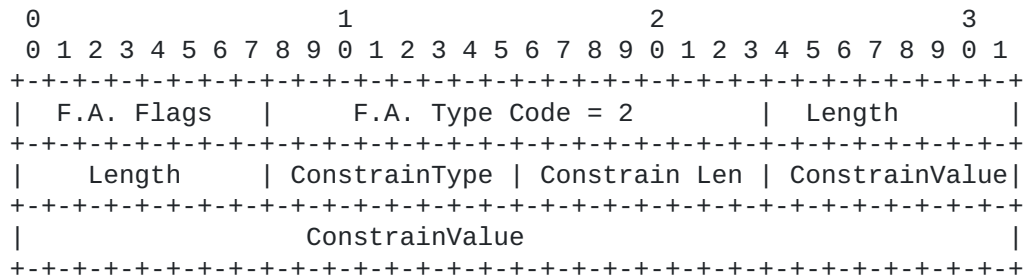 0                   1                   2                   3
 0 1 2 3 4 5 6 7 8 9 0 1 2 3 4 5 6 7 8 9 0 1 2 3 4 5 6 7 8 9 0 1
+-+-+-+-+-+-+-+-+-+-+-+-+-+-+-+-+-+-+-+-+-+-+-+-+-+-+-+-+-+-+-+-+
|  F.A. Flags   |     F.A. Type Code = 2        |  Length       |
+-+-+-+-+-+-+-+-+-+-+-+-+-+-+-+-+-+-+-+-+-+-+-+-+-+-+-+-+-+-+-+-+
|    Length     | ConstrainType | Constrain Len | ConstrainValue|
+-+-+-+-+-+-+-+-+-+-+-+-+-+-+-+-+-+-+-+-+-+-+-+-+-+-+-+-+-+-+-+-+
|                  ConstrainValue                               |
+-+-+-+-+-+-+-+-+-+-+-+-+-+-+-+-+-+-+-+-+-+-+-+-+-+-+-+-+-+-+-+-+